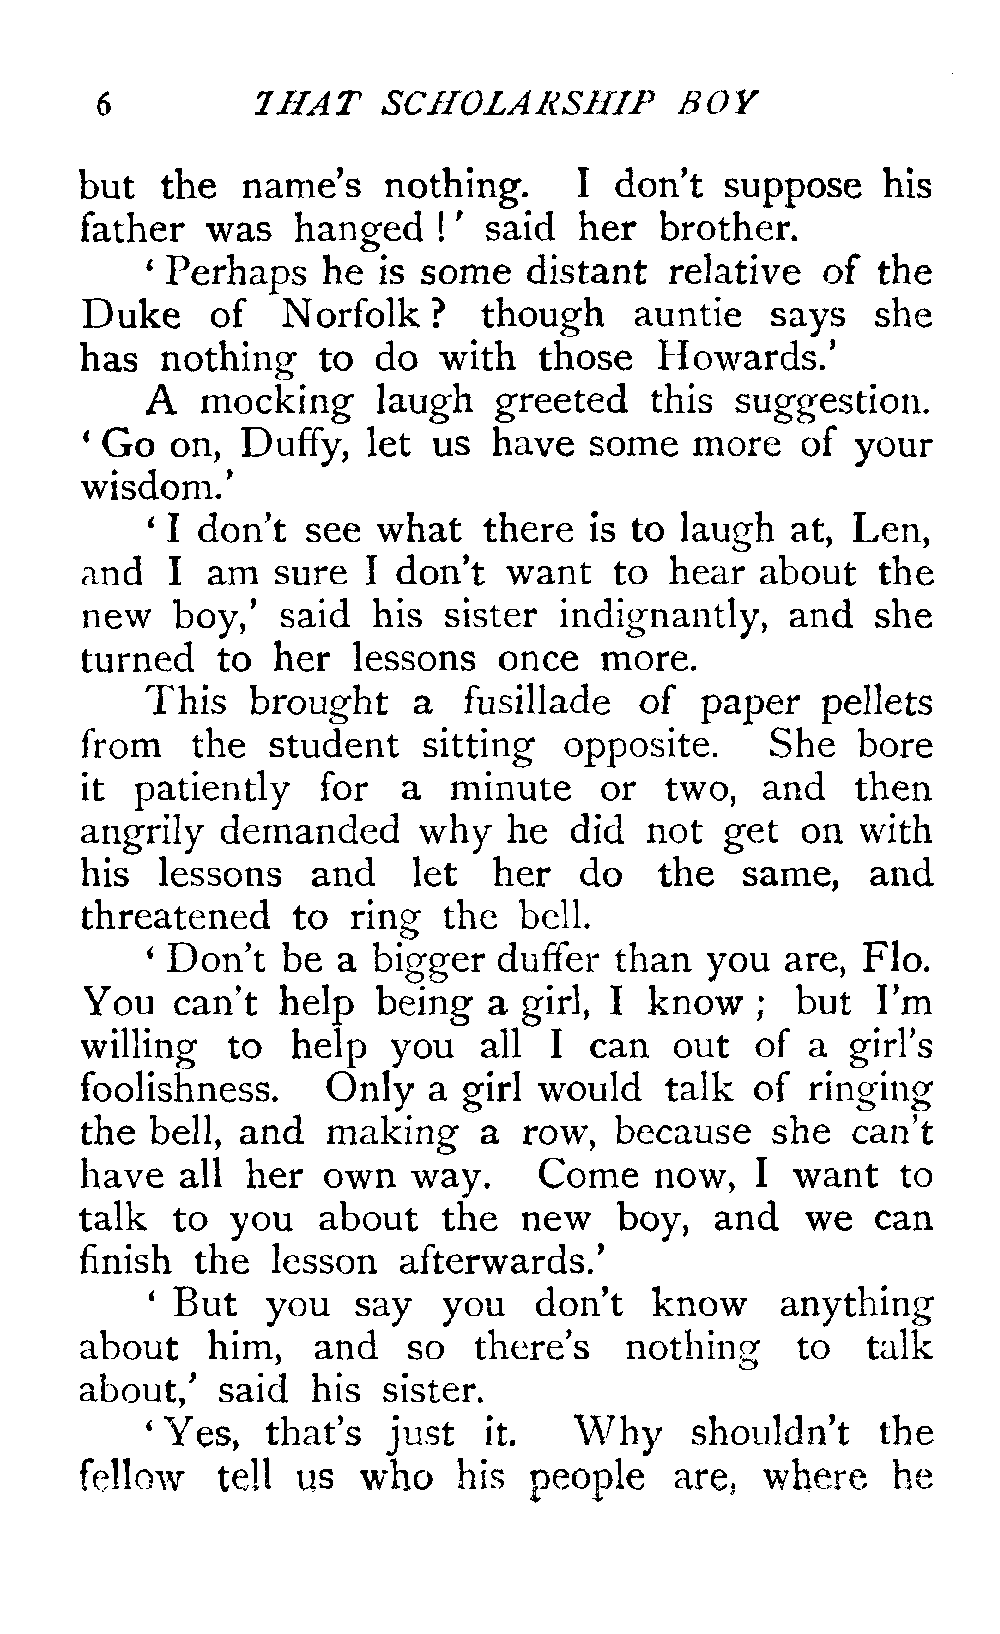 6 THAT SCHOLARSHIP BOY
but the name's nothing. I don't suppose his
father was hanged!' said her brother.
'Perhaps he is some distant relative of the
Duke of Norfolk? though auntie says she
has nothing to do with those Howards.'
A mocking laugh greeted this suggestion.
'Go on, Duffy, let us have some more of your
wisdom.'
'I don't see what there is to laugh at, Len,
and I am sure I don't want to hear about the
new boy,' said his sister indignantly, and she
turned to her lessons once more.
This brought a fusillade of paper pellets
from the student sitting opposite. She bore
it patiently for a minute or two, and then
angrily demanded why he did not get on with
his lessons and let her do the same, and
threatened to ring the bell.
'Don't be a bigger duffer than you are, Flo.
You can't help being a girl, I know; but I'm
willing to help you all I can out of a girl's
foolishness. Only a girl would talk of ringing
the bell, and making a row, because she can't
have all her own way. Come now, I want to
talk to you about the new boy, and we can
finish the lesson afterwards.'
'But you say you don't know anything
about him, and so there's nothing to talk
about,' said his sister.
'Yes, that's just it. Why shouldn't the
fellow tell us who his people are, where he